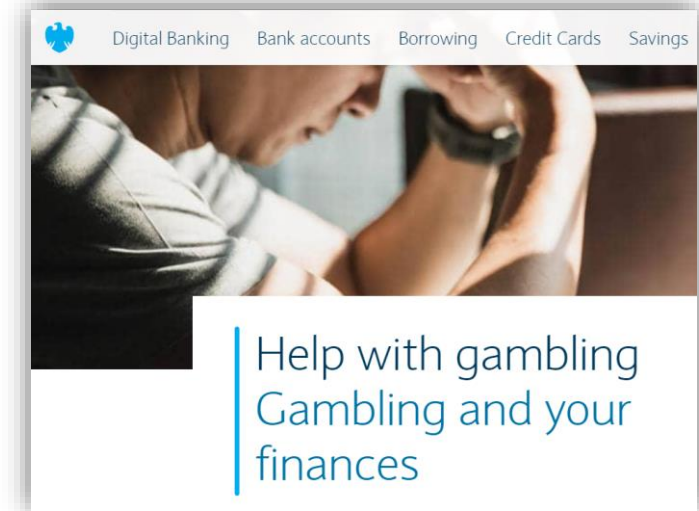 Digital Banking Bank accounts Borrowing Credit Cards Savings
Help with gambling
Gambling and your
finances